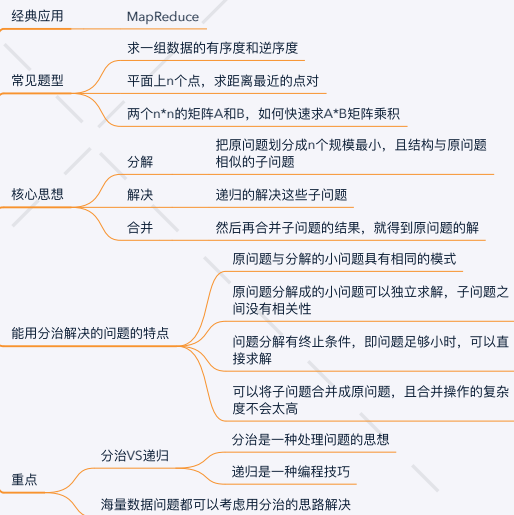 经典应用
MapReduce
常见题型
求一组数据的有序度和逆序度
平面上n个点，求距离最近的点对
两个n*n的矩阵A和B，如何快速求A*B矩阵乘积
核心思想
分解
把原问题划分成n个规模最小，且结构与原问题
相似的子问题
解决
递归的解决这些子问题
合并
然后再合并子问题的结果，就得到原问题的解
能用分治解决的问题的特点
原问题与分解的小问题具有相同的模式
原问题分解成的小问题可以独立求解，子问题之
间没有相关性
问题分解有终止条件，即问题足够小时，可以直
接求解
可以将子问题合并成原问题，且合并操作的复杂
度不会太高
重点
分治VS递归
分治是一种处理问题的思想
递归是一种编程技巧
海量数据问题都可以考虑用分治的思路解决